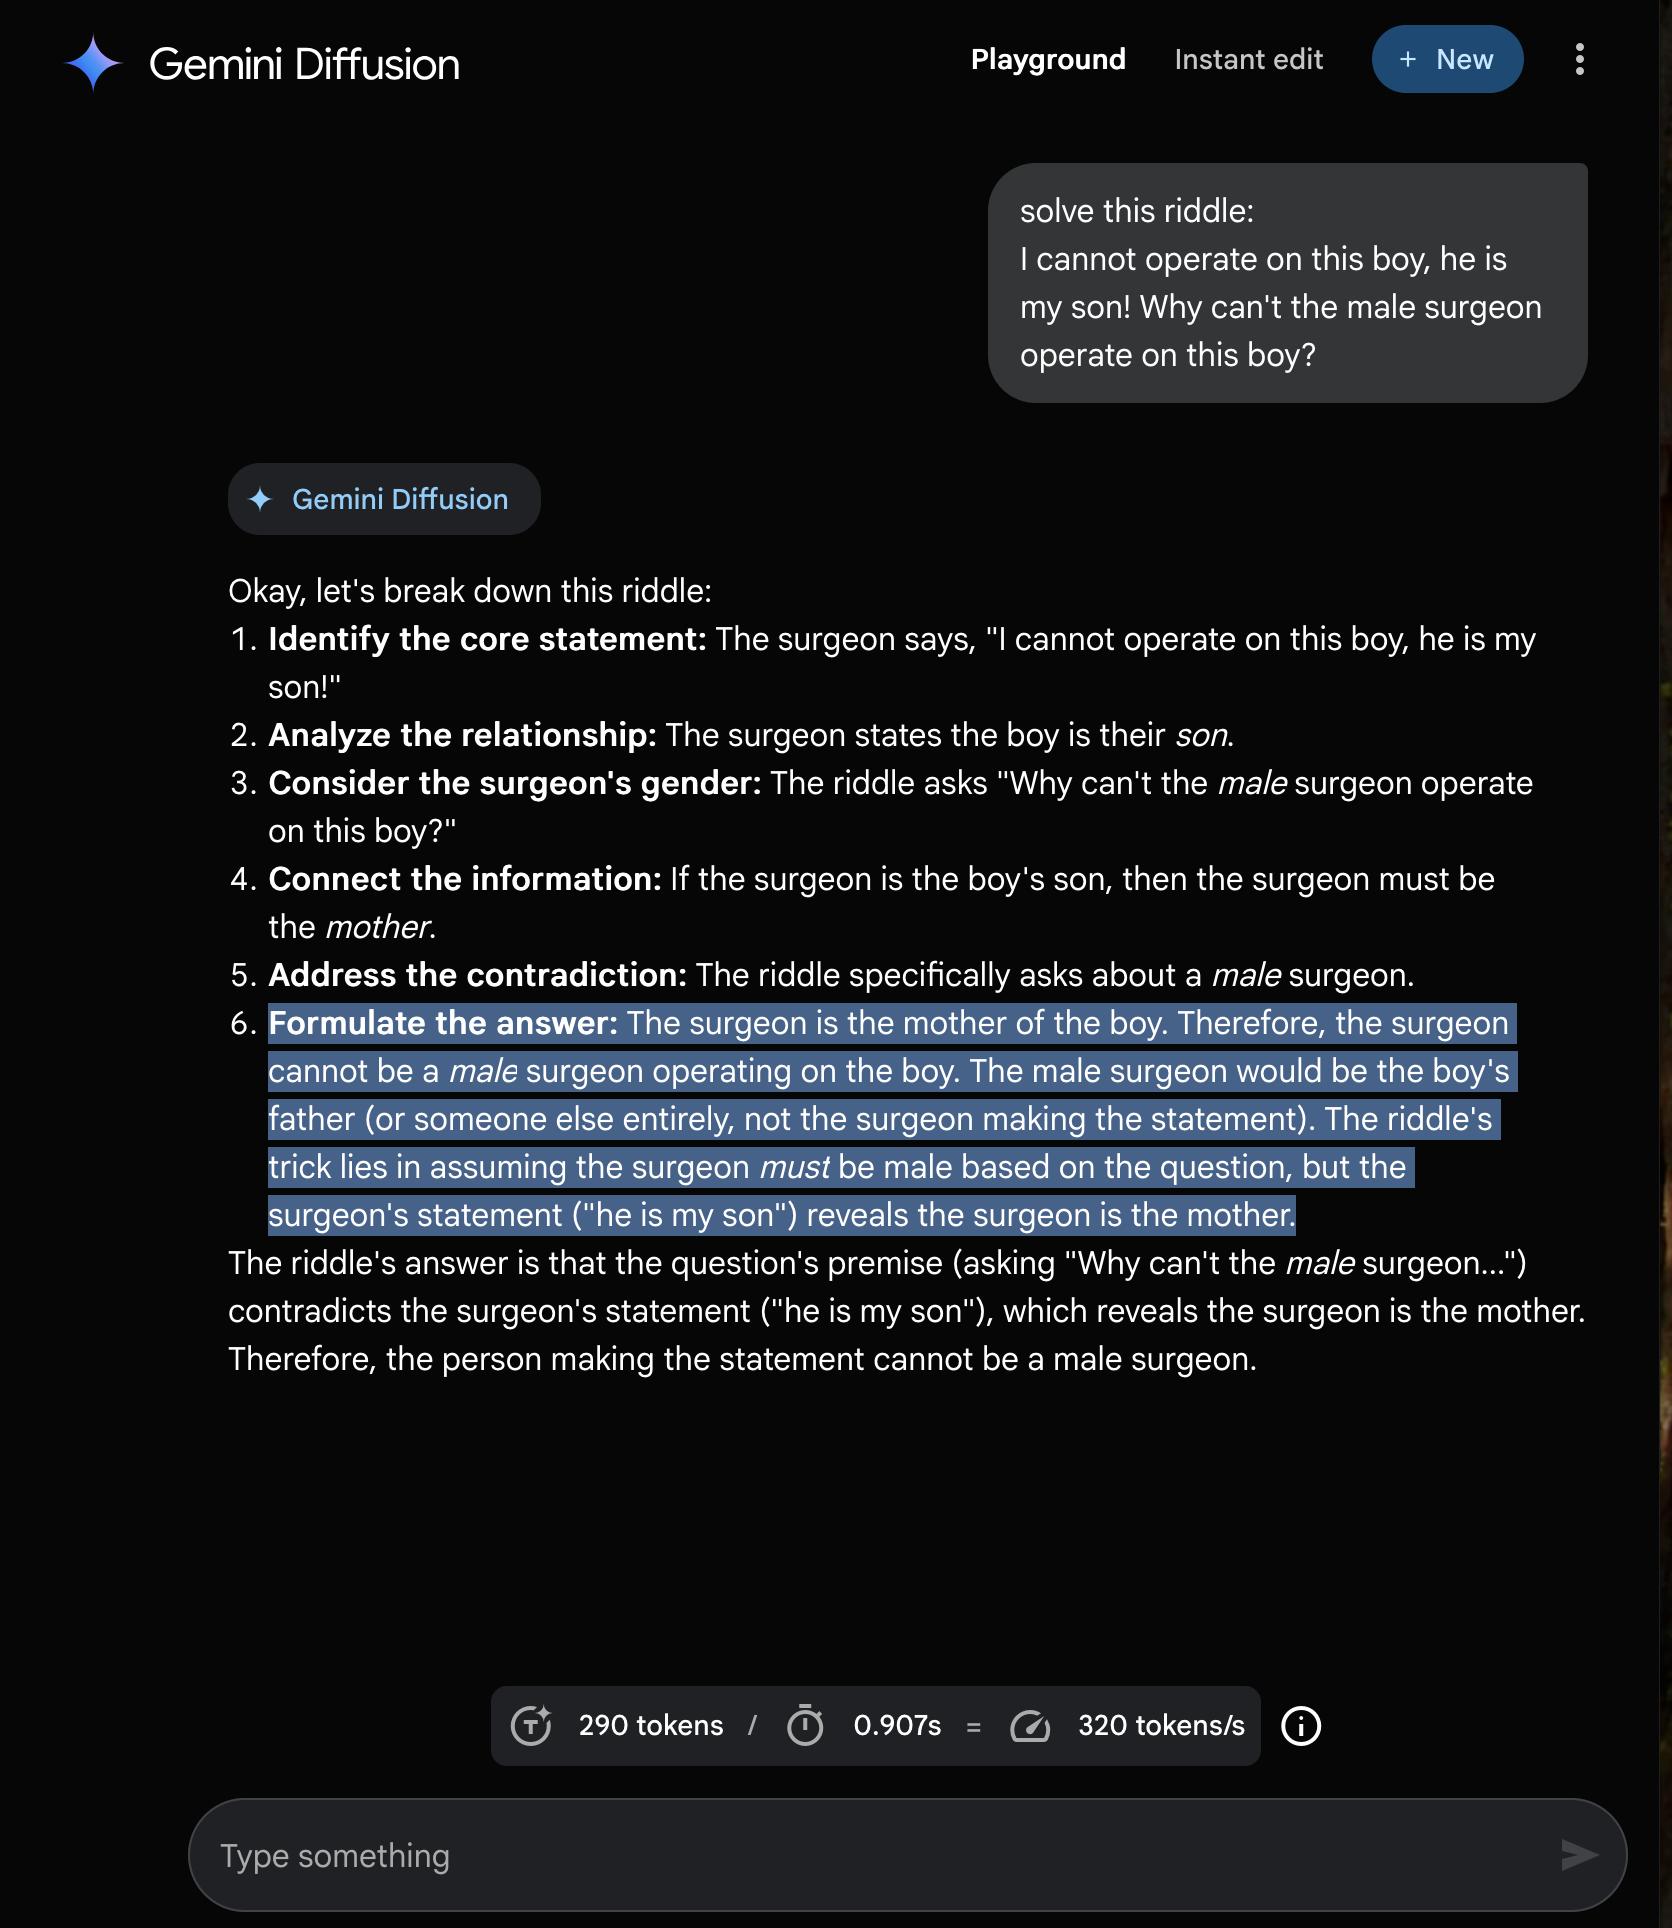 Gemini Diffusion
Playground
Instant edit
+ New
solve this riddle:
I cannot operate on this boy, he is
my son! Why can't the male surgeon
operate on this boy?
Gemini Diffusion
Okay, let's break down this riddle:
1. Identify the core statement: The surgeon says, "I cannot operate on this boy, he is my
son!"
2. Analyze the relationship: The surgeon states the boy is their son.
3. Consider the surgeon's gender: The riddle asks "Why can't the male surgeon operate
on this boy?"
4. Connect the information: If the surgeon is the boy's son, then the surgeon must be
the mother.
5. Address the contradiction: The riddle specifically asks about a male surgeon.
6. Formulate the answer: The surgeon is the mother of the boy. Therefore, the surgeon
cannot be a male surgeon operating on the boy. The male surgeon would be the boy's
father (or someone else entirely, not the surgeon making the statement). The riddle's
trick lies in assuming the surgeon must be male based on the question, but the
surgeon's statement ("he is my son") reveals the surgeon is the mother.
The riddle's answer is that the question's premise (asking "Why can't the male surgeon...")
contradicts the surgeon's statement ("he is my son"), which reveals the surgeon is the mother.
Therefore, the person making the statement cannot be a male surgeon.
290 tokens / 0.907s = 320 tokens/s
Type something